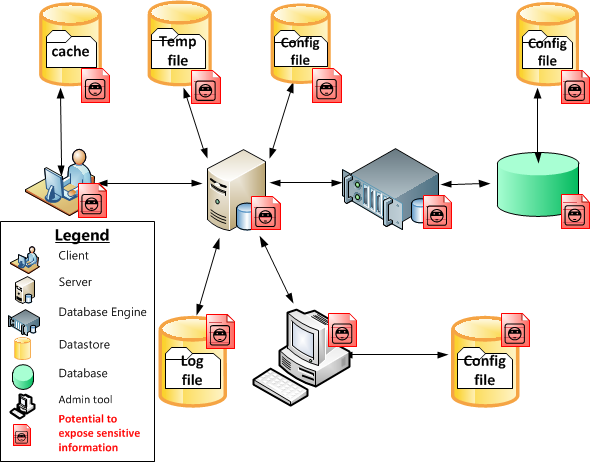 cache
Temp
file
Config
file
Config
file
Legend
Client
Server
Database Engine
Datastore
Database
Admin tool
Potential to
expose sensitive
information
Log
file
Config
file